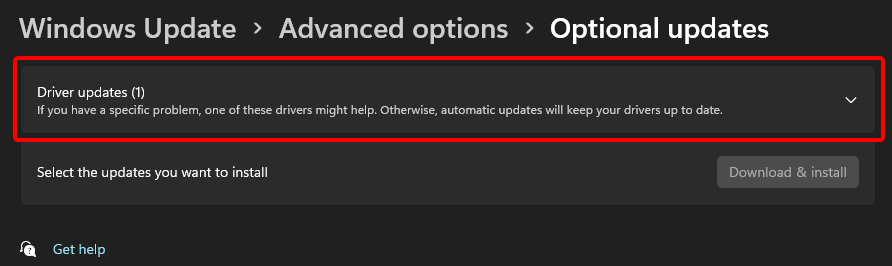 Windows Update > Advanced options > Optional updates
Driver updates (1)
If you have a specific problem, one of these drivers might help. Otherwise, automatic updates will keep your drivers up to date.
Select the updates you want to install
Download & install
Get help